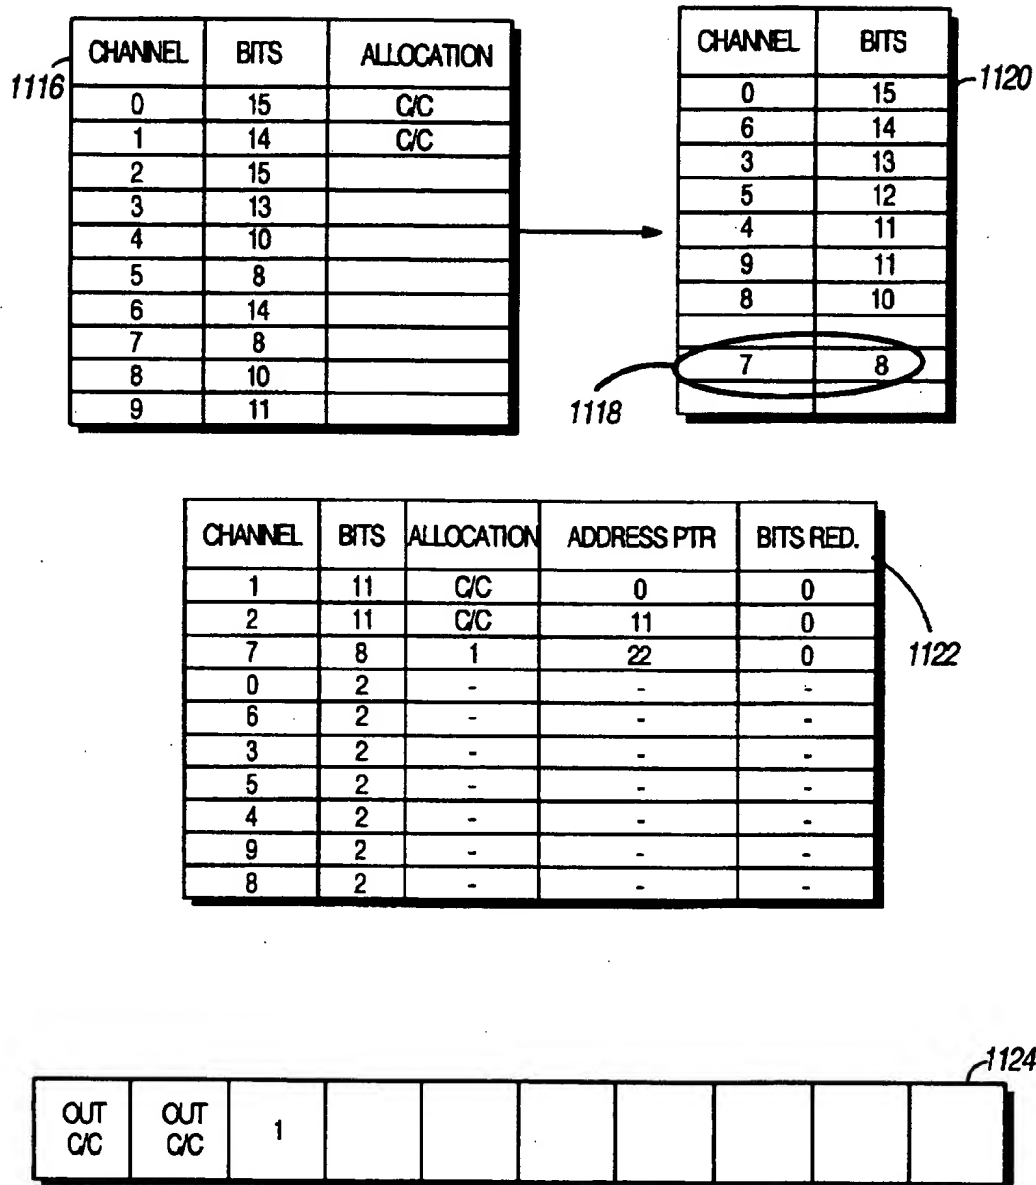 1116
CHANNEL BITS ALLOCATION
0 15 C/C
1 14 C/C
2 15
3 13
4 10
5 8
6 14
7 8
8 10
9 11
1120
CHANNEL BITS
0 15
6 14
3 13
5 12
4 11
9 11
8 10
7 8
1118
CHANNEL BITS ALLOCATION ADDRESS PTR BITS RED.
1 11 C/C 0 0
2 11 C/C 11 0
7 8 1 22 0
0 2 - - -
6 2 - - -
3 2 - - -
5 2 - - -
4 2 - - -
9 2 - - -
8 2 - - -
1122
1124
OUT C/C OUT C/C 1